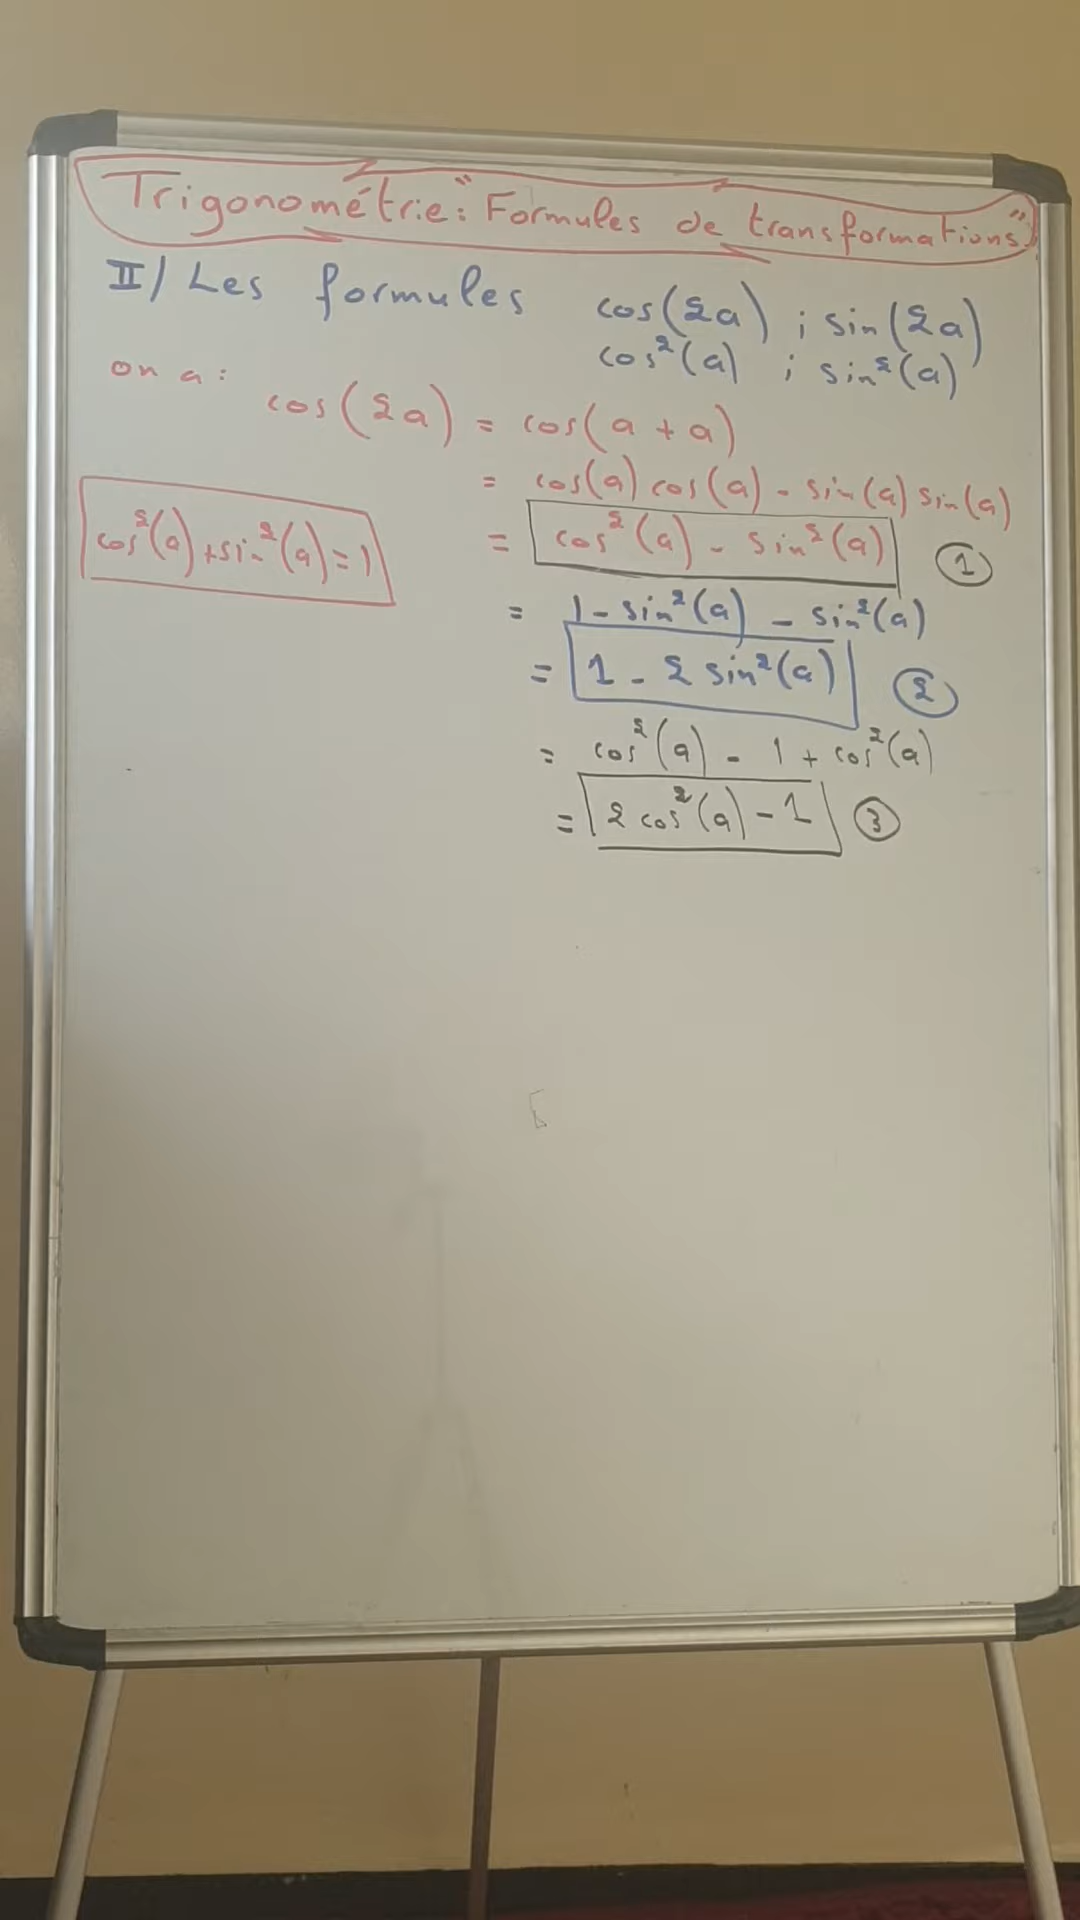 Trigonométrie: "Formules de transformations"
II/ Les formules cos(2a) ; sin(2a)
cos²(a) ; sin²(a)
on a:
cos(2a) = cos(a + a)
= cos(a) cos(a) - sin(a) sin(a)
cos²(a) + sin²(a) = 1
= cos²(a) - sin²(a) ①
= 1 - sin²(a) - sin²(a)
= 1 - 2 sin²(a) ②
= cos²(a) - 1 + cos²(a)
= 2 cos²(a) - 1 ③